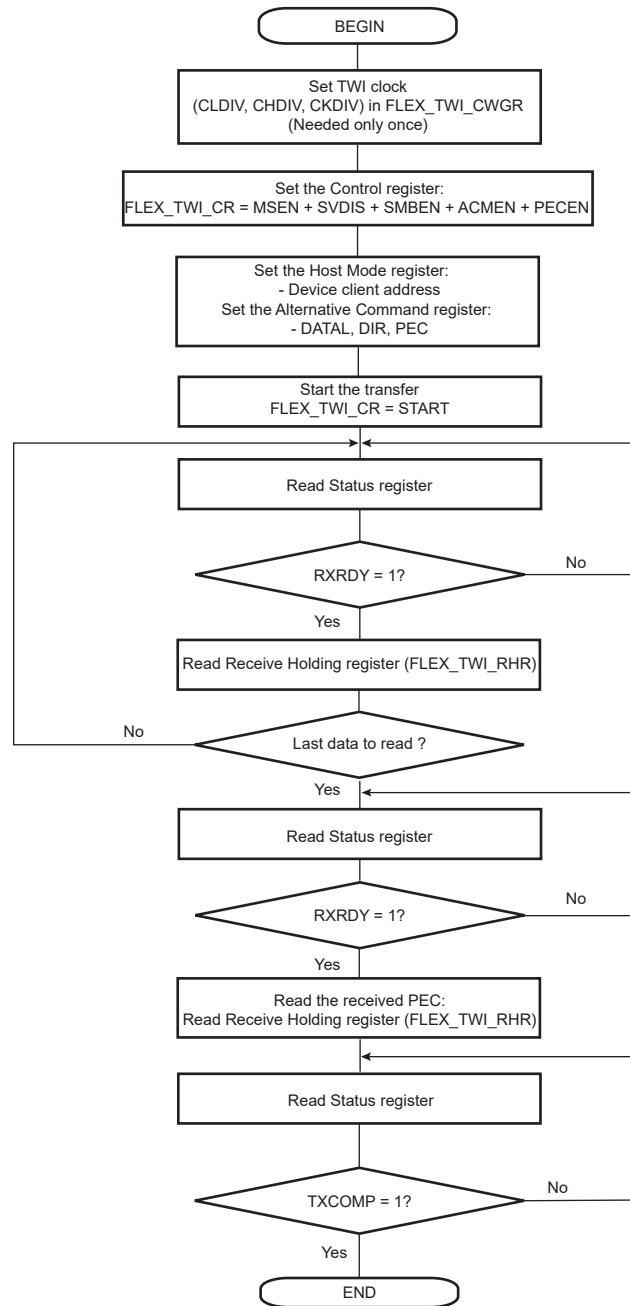 BEGIN
Set TWI clock
(CLDIV, CHDIV, CKDIV) in FLEX_TWI_CWGR
(Needed only once)
Set the Control register:
FLEX_TWI_CR = MSEN + SVDIS + SMBEN + ACMEN + PECEN
Set the Host Mode register:
- Device client address
Set the Alternative Command register:
- DATAL, DIR, PEC
Start the transfer
FLEX_TWI_CR = START
Read Status register
RXRDY = 1?
No
Yes
Read Receive Holding register (FLEX_TWI_RHR)
No
Last data to read ?
Yes
Read Status register
RXRDY = 1?
No
Yes
Read the received PEC:
Read Receive Holding register (FLEX_TWI_RHR)
Read Status register
TXCOMP = 1?
No
Yes
END